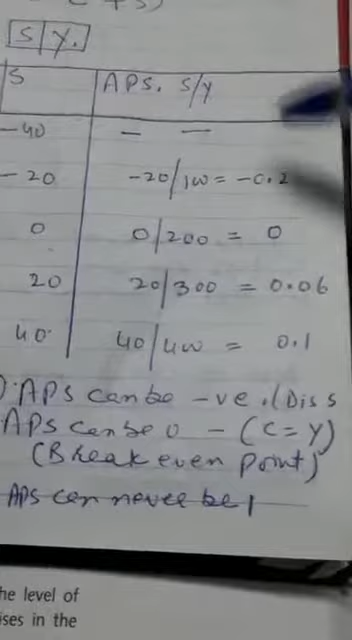 S/Y.
S APS. S/Y
-40 — —
-20 -20/100 = -0.2
0 0/200 = 0
20 20/300 = 0.06
40 40/400 = 0.1
APS can be -ve. (Diss
APS can be 0 - (C=Y)
(Break even Point)
APS can never be 1
he level of
ises in the